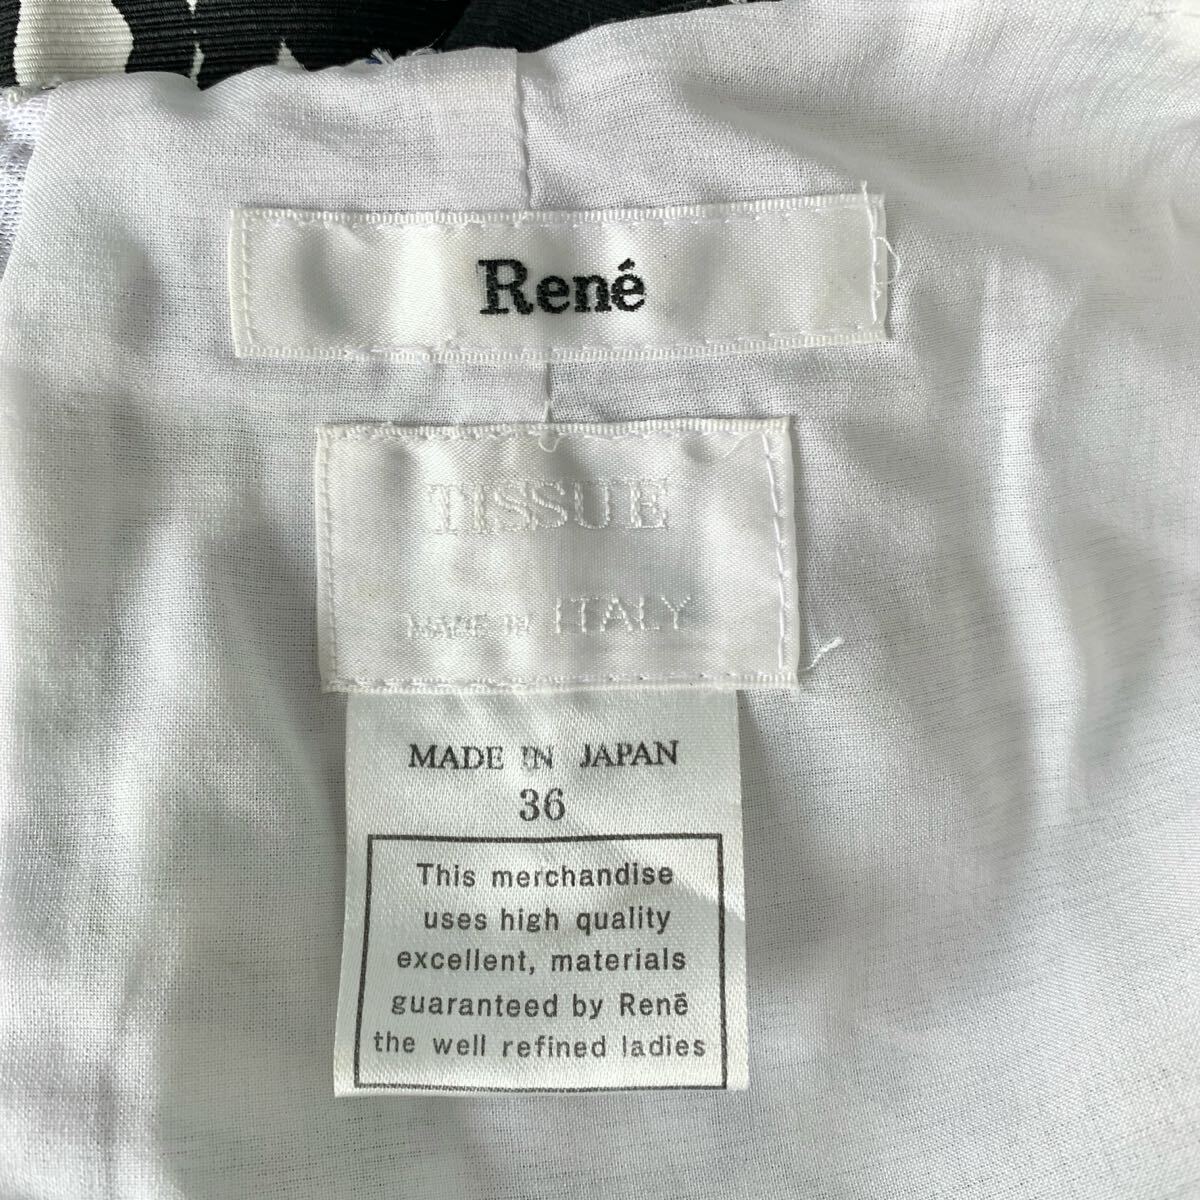 René
TISSUE
MADE IN ITALY
MADE IN JAPAN
36
This merchandise
uses high quality
excellent, materials
guaranteed by Renē
the well refined ladies